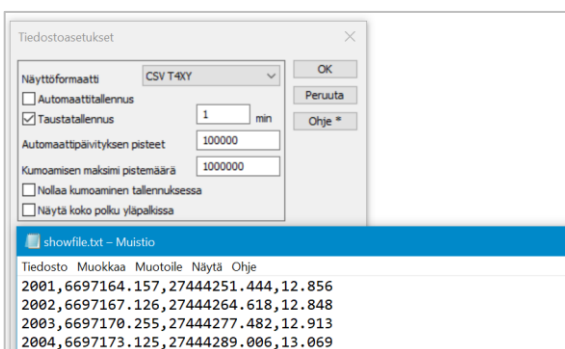 Tiedostoasetukset
Näyttöformaatti CSV T4XY OK
Automaattitallennus Peruuta
Taustatallennus 1 min Ohje *
Automaattipäivityksen pisteet 100000
Kumoamisen maksimi pistemäärä 1000000
Nollaa kumoaminen tallennuksessa
Näytä koko polku yläpalkissa
showfile.txt – Muistio
Tiedosto Muokkaa Muotoile Näytä Ohje
2001,6697164.157,27444251.444,12.856
2002,6697167.126,27444264.618,12.848
2003,6697170.255,27444277.482,12.913
2004,6697173.125,27444289.006,13.069